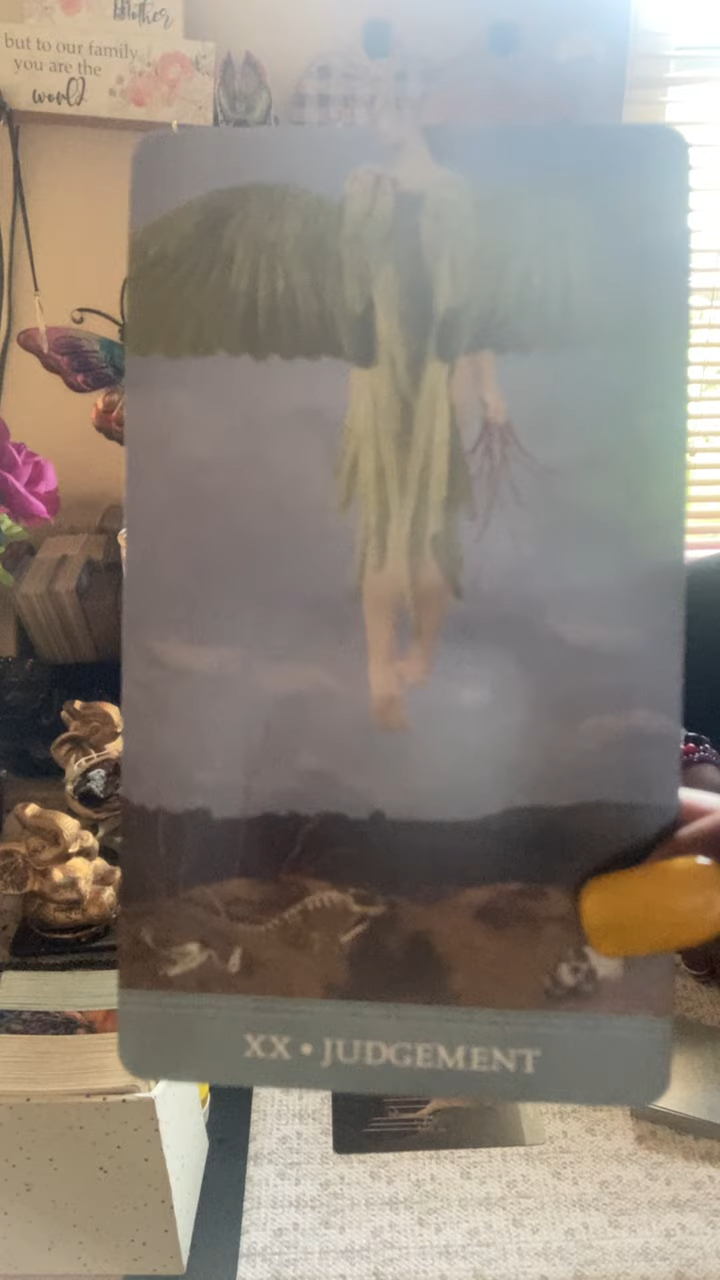 Mother
but to our family
you are the
world
XX • JUDGEMENT